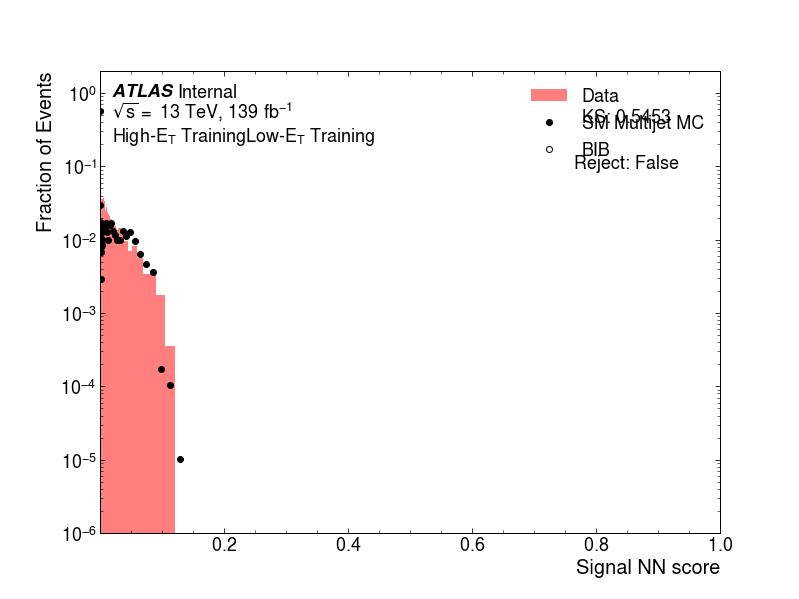 ATLAS Internal
√s = 13 TeV, 139 fb⁻¹
High-E_T TrainingLow-E_T Training
Data
KS: 0.5453
SM Multijet MC
BIB
Reject: False
Fraction of Events
10⁰
10⁻¹
10⁻²
10⁻³
10⁻⁴
10⁻⁵
10⁻⁶
0.2 0.4 0.6 0.8 1.0
Signal NN score